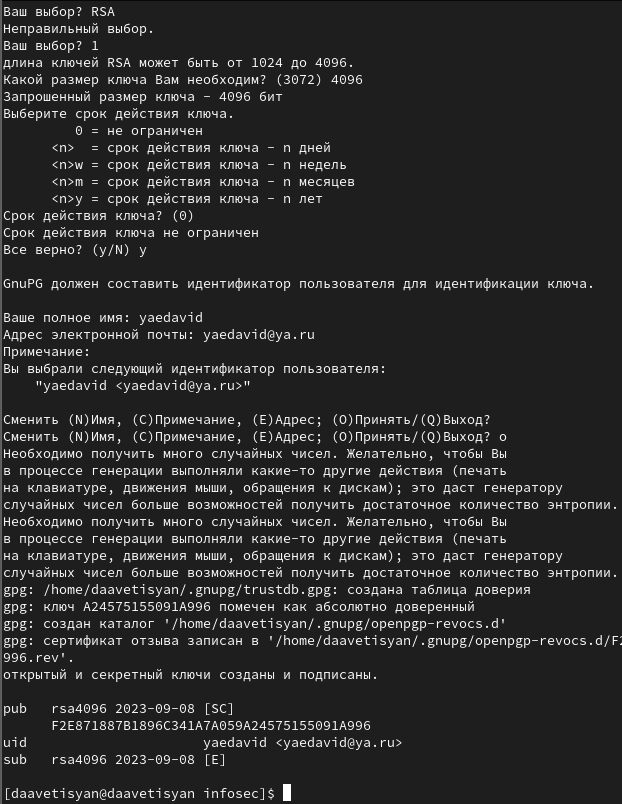 Ваш выбор? RSA
Неправильный выбор.
Ваш выбор? 1
длина ключей RSA может быть от 1024 до 4096.
Какой размер ключа Вам необходим? (3072) 4096
Запрошенный размер ключа - 4096 бит
Выберите срок действия ключа.
         0 = не ограничен
      <n>  = срок действия ключа - n дней
      <n>w = срок действия ключа - n недель
      <n>m = срок действия ключа - n месяцев
      <n>y = срок действия ключа - n лет
Срок действия ключа? (0)
Срок действия ключа не ограничен
Все верно? (y/N) y

GnuPG должен составить идентификатор пользователя для идентификации ключа.

Ваше полное имя: yaedavid
Адрес электронной почты: yaedavid@ya.ru
Примечание:
Вы выбрали следующий идентификатор пользователя:
    "yaedavid <yaedavid@ya.ru>"

Сменить (N)Имя, (C)Примечание, (E)Адрес; (O)Принять/(Q)Выход?
Сменить (N)Имя, (C)Примечание, (E)Адрес; (O)Принять/(Q)Выход? o
Необходимо получить много случайных чисел. Желательно, чтобы Вы
в процессе генерации выполняли какие-то другие действия (печать
на клавиатуре, движения мыши, обращения к дискам); это даст генератору
случайных чисел больше возможностей получить достаточное количество энтропии.
Необходимо получить много случайных чисел. Желательно, чтобы Вы
в процессе генерации выполняли какие-то другие действия (печать
на клавиатуре, движения мыши, обращения к дискам); это даст генератору
случайных чисел больше возможностей получить достаточное количество энтропии.
gpg: /home/daavetisyan/.gnupg/trustdb.gpg: создана таблица доверия
gpg: ключ A24575155091A996 помечен как абсолютно доверенный
gpg: создан каталог '/home/daavetisyan/.gnupg/openpgp-revocs.d'
gpg: сертификат отзыва записан в '/home/daavetisyan/.gnupg/openpgp-revocs.d/F2
996.rev'.
открытый и секретный ключи созданы и подписаны.

pub   rsa4096 2023-09-08 [SC]
      F2E871887B1896C341A7A059A24575155091A996
uid                      yaedavid <yaedavid@ya.ru>
sub   rsa4096 2023-09-08 [E]

[daavetisyan@daavetisyan infosec]$